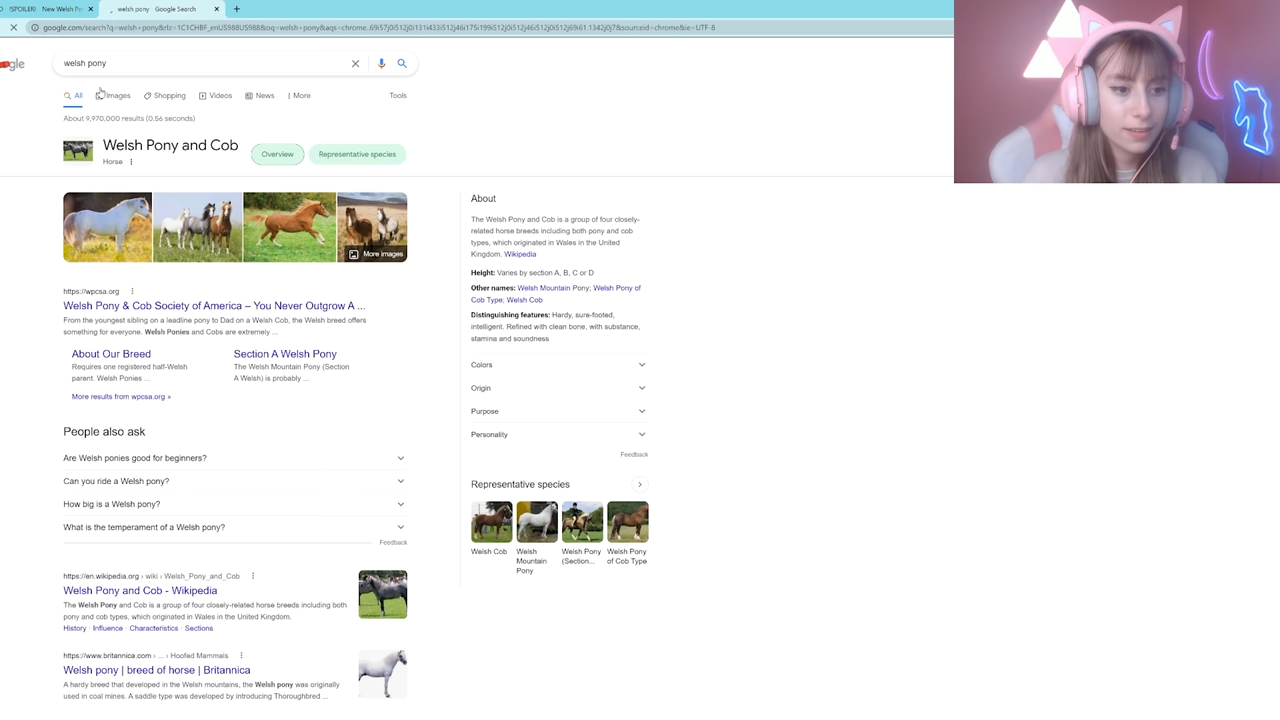 !SPOILER! New Welsh Po
welsh pony - Google Search
google.com/search?q=welsh+pony&rlz=1C1CHBF_enUS988US988&oq=welsh+pony&aqs=chrome..69i57j0i512j0i131i433i512j46i175i199i512j0i512j46i512j0i512j69i61.1342j0j7&sourceid=chrome&ie=UTF-8
gle
welsh pony
All Images Shopping Videos News More Tools
About 9,970,000 results (0.56 seconds)
Welsh Pony and Cob
Horse
Overview
Representative species
More images
https://wpcsa.org
Welsh Pony & Cob Society of America – You Never Outgrow A ...
From the youngest sibling on a leadline pony to Dad on a Welsh Cob, the Welsh breed offers
something for everyone. Welsh Ponies and Cobs are extremely ...
About Our Breed
Requires one registered half-Welsh
parent. Welsh Ponies ...
Section A Welsh Pony
The Welsh Mountain Pony (Section
A Welsh) is probably ...
More results from wpcsa.org »
People also ask
Are Welsh ponies good for beginners?
Can you ride a Welsh pony?
How big is a Welsh pony?
What is the temperament of a Welsh pony?
Feedback
https://en.wikipedia.org › wiki › Welsh_Pony_and_Cob
Welsh Pony and Cob - Wikipedia
The Welsh Pony and Cob is a group of four closely-related horse breeds including both
pony and cob types, which originated in Wales in the United Kingdom.
History · Influence · Characteristics · Sections
https://www.britannica.com › ... › Hoofed Mammals
Welsh pony | breed of horse | Britannica
A hardy breed that developed in the Welsh mountains, the Welsh pony was originally
used in coal mines. A saddle type was developed by introducing Thoroughbred ...
About
The Welsh Pony and Cob is a group of four closely-
related horse breeds including both pony and cob
types, which originated in Wales in the United
Kingdom. Wikipedia
Height: Varies by section A, B, C or D
Other names: Welsh Mountain Pony; Welsh Pony of
Cob Type; Welsh Cob
Distinguishing features: Hardy, sure-footed,
intelligent. Refined with clean bone, with substance,
stamina and soundness
Colors
Origin
Purpose
Personality
Feedback
Representative species
Welsh Cob
Welsh
Mountain
Pony
Welsh Pony
(Section...
Welsh Pony
of Cob Type